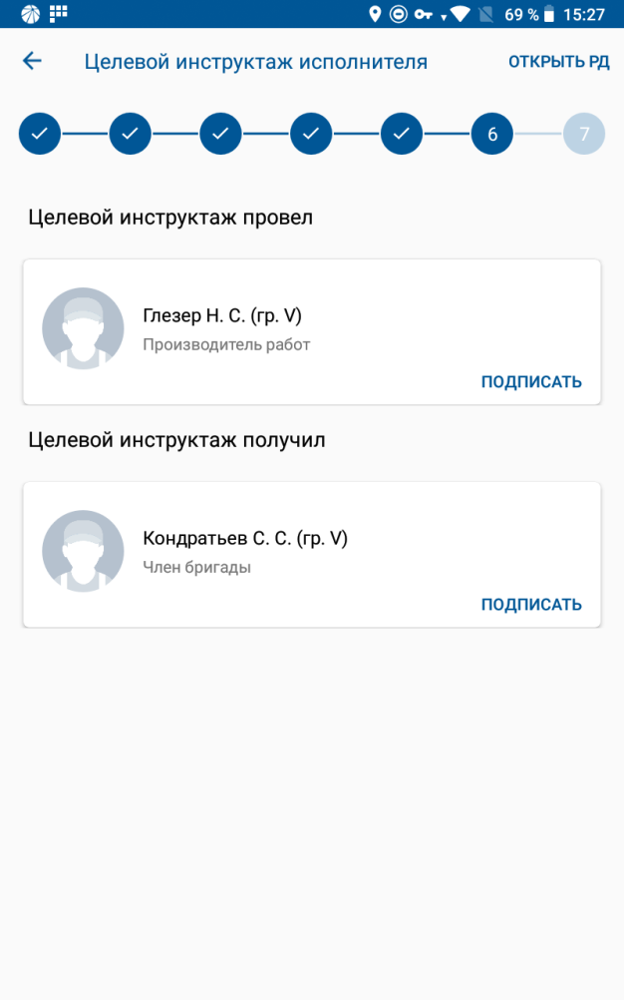 69 % 15:27
Целевой инструктаж исполнителя ОТКРЫТЬ РД
6 7
Целевой инструктаж провел
Глезер Н. С. (гр. V)
Производитель работ
ПОДПИСАТЬ
Целевой инструктаж получил
Кондратьев С. С. (гр. V)
Член бригады
ПОДПИСАТЬ